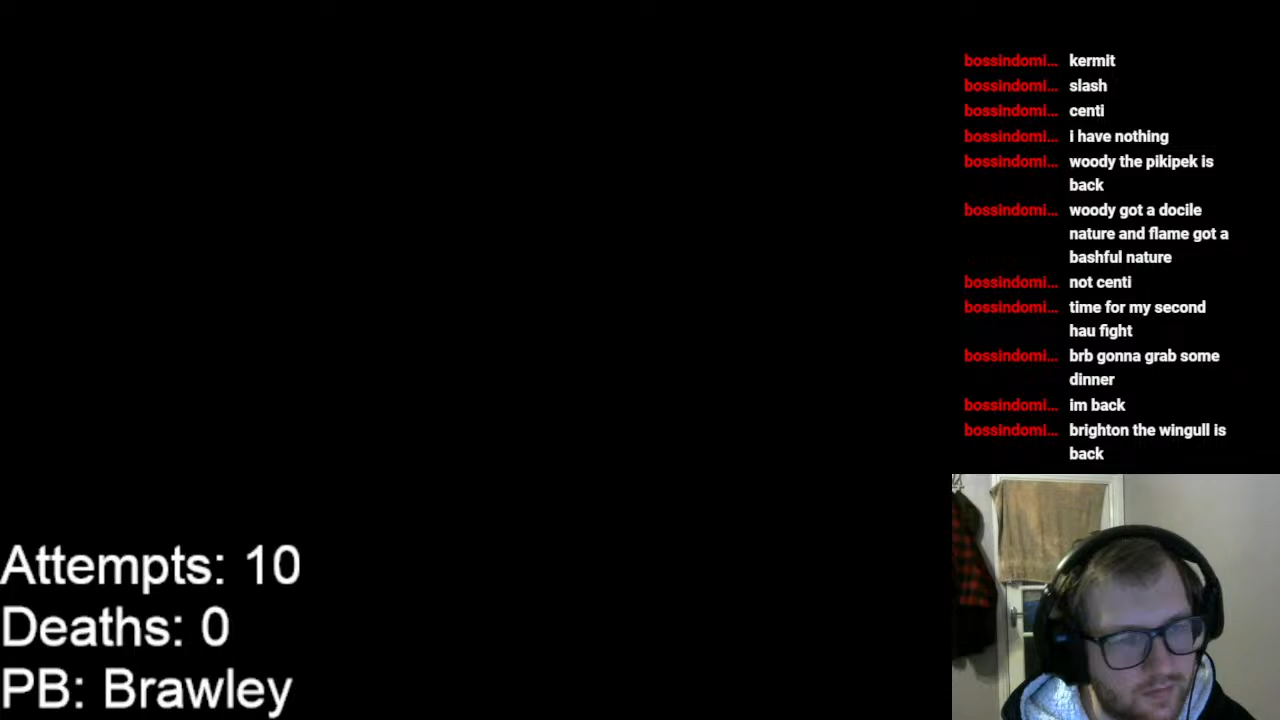 bossindomi... kermit
bossindomi... slash
bossindomi... centi
bossindomi... i have nothing
bossindomi... woody the pikipek is
back
bossindomi... woody got a docile
nature and flame got a
bashful nature
bossindomi... not centi
bossindomi... time for my second
hau fight
bossindomi... brb gonna grab some
dinner
bossindomi... im back
bossindomi... brighton the wingull is
back
Attempts: 10
Deaths: 0
PB: Brawley